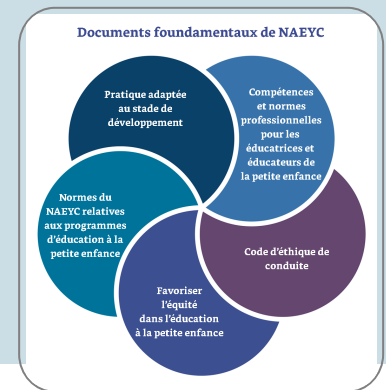 Documents foundamentaux de NAEYC
Pratique adaptée
au stade de
développement
Compétences
et normes
professionnelles
pour les
éducatrices et
éducateurs de
la petite enfance
Normes du
NAEYC relatives
aux programmes
d'éducation à la
petite enfance
Code d'éthique de
conduite
Favoriser
l'équité
dans l'éducation
à la petite enfance